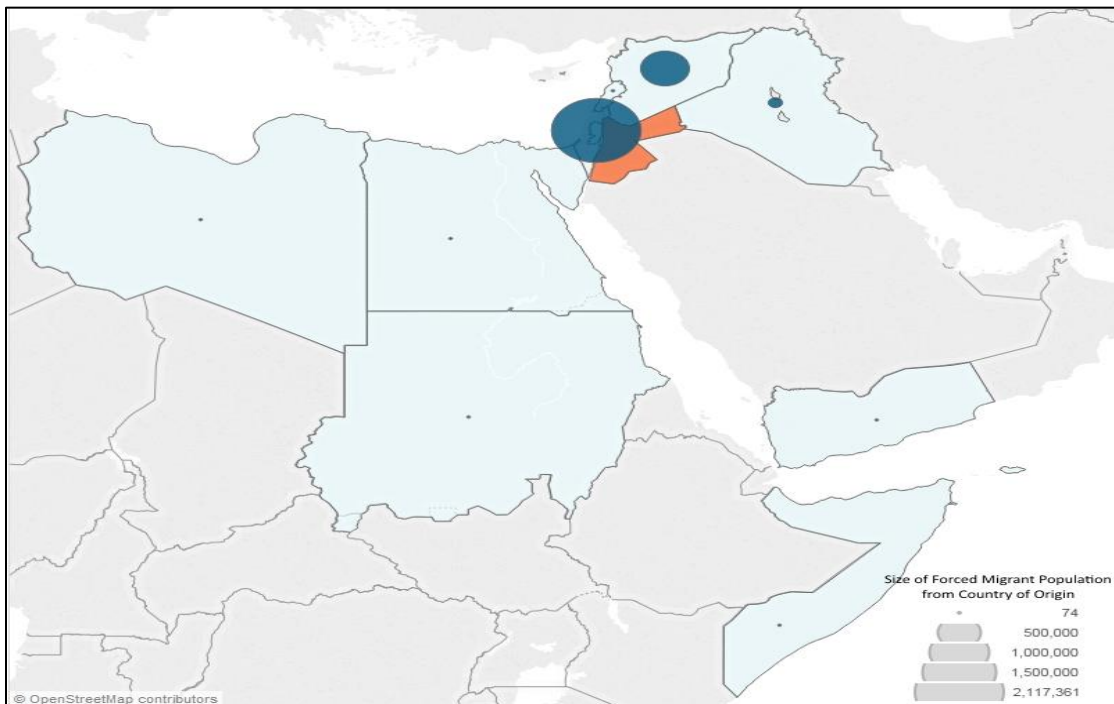 Size of Forced Migrant Population
from Country of Origin
74
500,000
1,000,000
1,500,000
2,117,361
© OpenStreetMap contributors